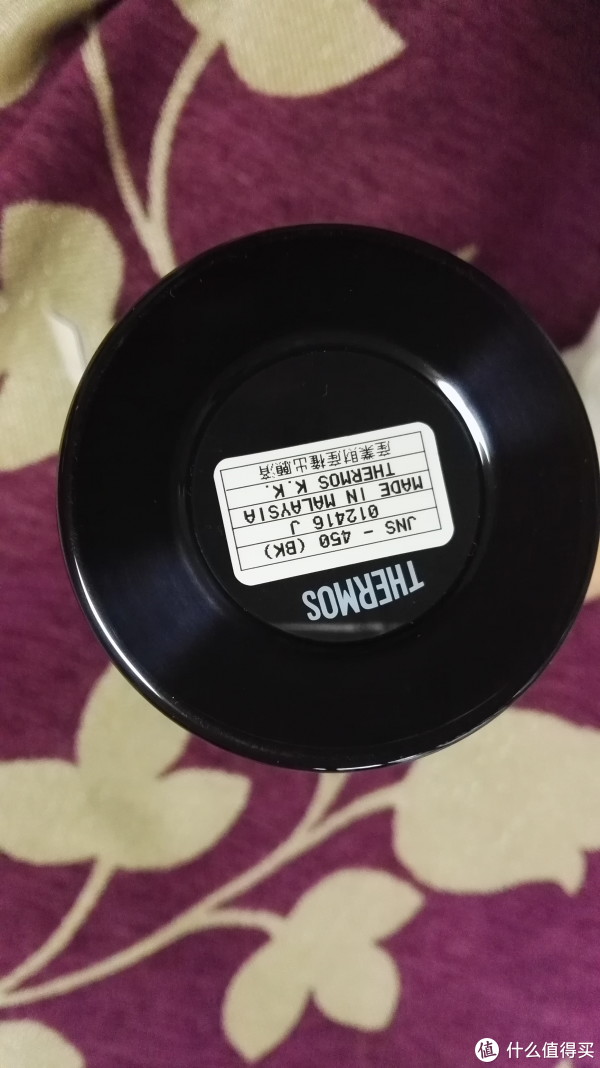 THERMOS
JNS - 450 (BK)
012416 J
MADE IN MALAYSIA
THERMOS K.K.
産業財産権出願済
值 什么值得买